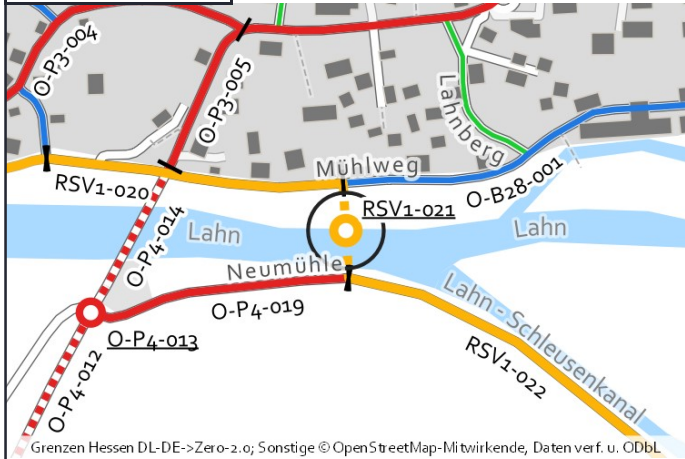 O-P3-004
O-P3-005
Lahnberg
Mühlweg
O-B28-001
RSV1-020
RSV1-021
O-P4-014
Lahn
Lahn
Neumühle
O-P4-019
Lahn - Schleusenkanal
O-P4-013
RSV1-022
O-P4-012
Grenzen Hessen DL-DE->Zero-2.0; Sonstige © OpenStreetMap-Mitwirkende, Daten verf. u. ODbL